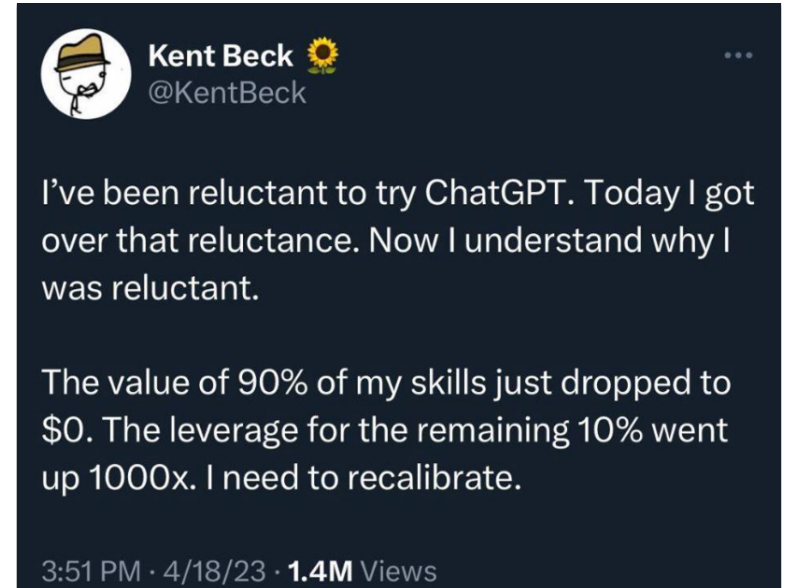 Kent Beck 🌻
@KentBeck
I’ve been reluctant to try ChatGPT. Today I got
over that reluctance. Now I understand why I
was reluctant.
The value of 90% of my skills just dropped to
$0. The leverage for the remaining 10% went
up 1000x. I need to recalibrate.
3:51 PM · 4/18/23 · 1.4M Views